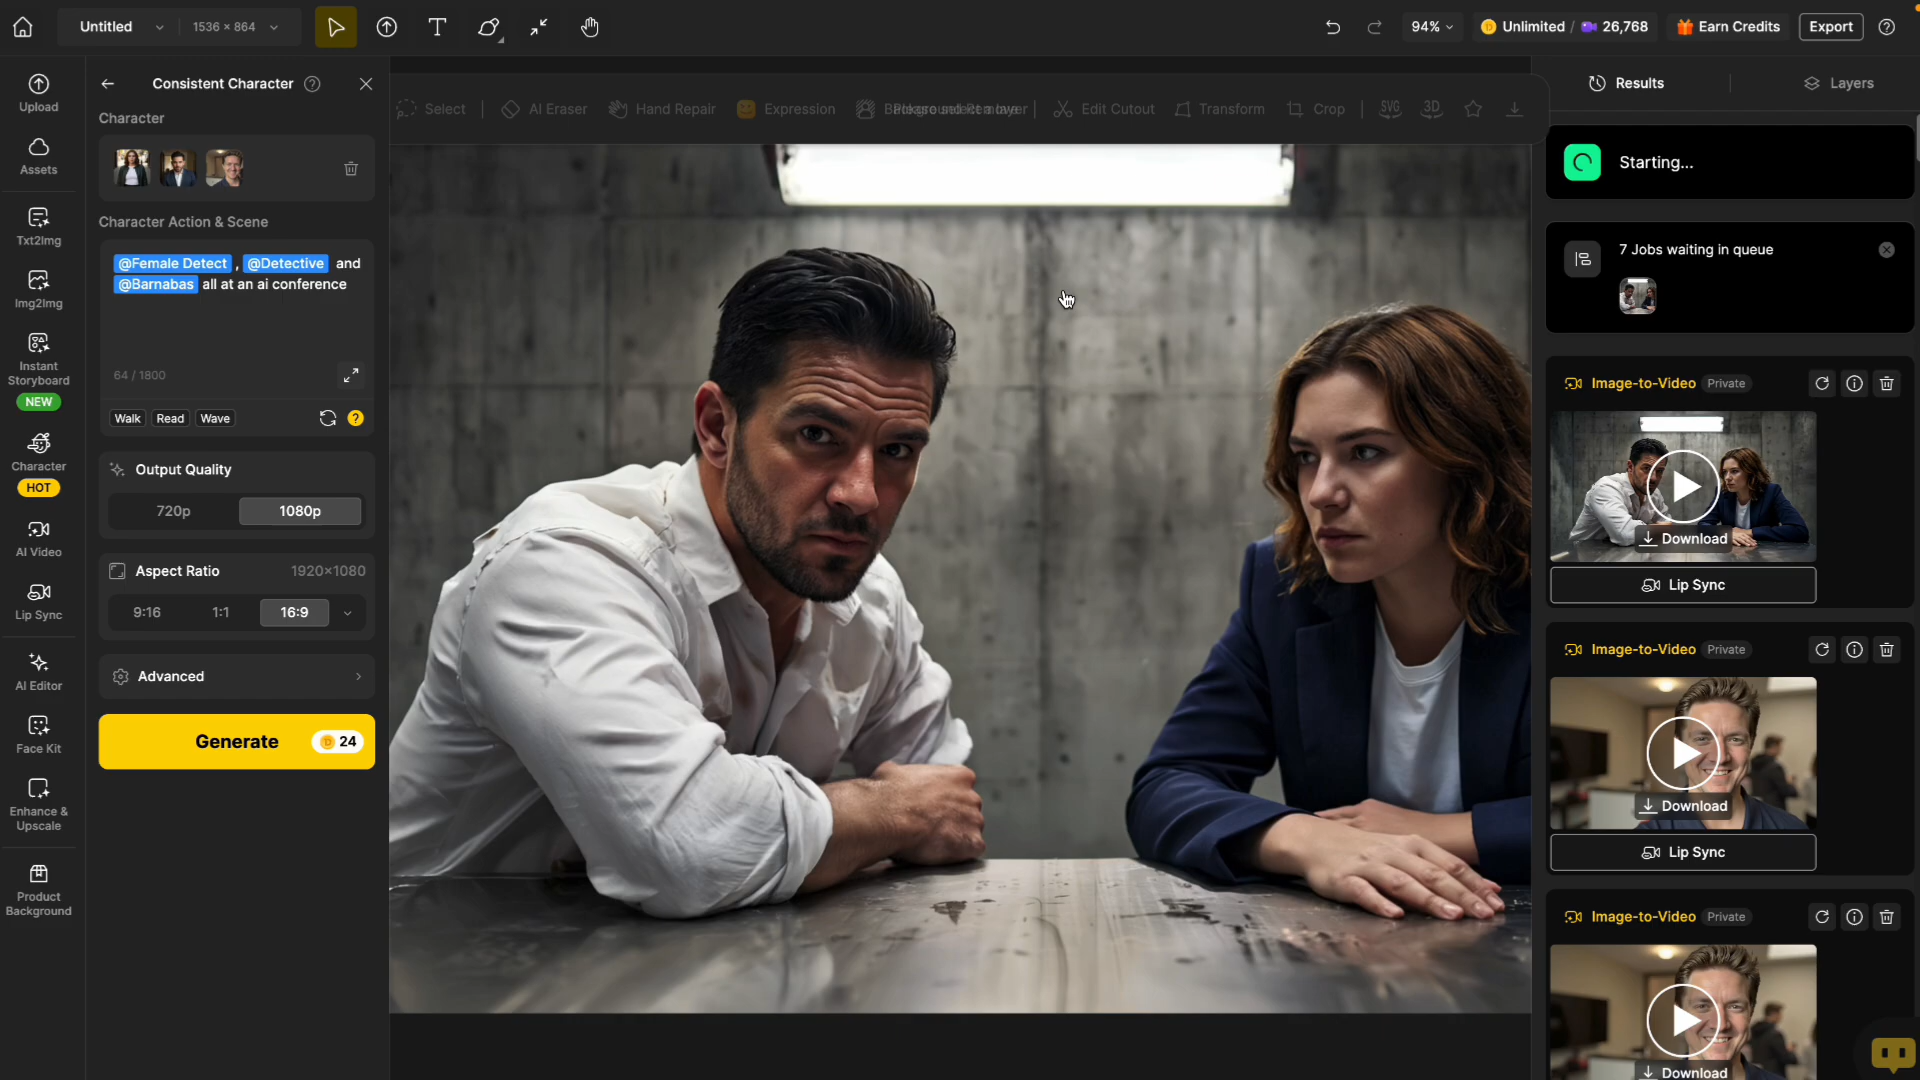 Untitled
1536 × 864
94%
Unlimited / 26,768
Earn Credits
Export
Upload
Assets
Txt2Img
Img2Img
Instant
Storyboard
NEW
Character
HOT
AI Video
Lip Sync
AI Editor
Face Kit
Enhance &
Upscale
Product
Background
Consistent Character
Character
Character Action & Scene
@Female Detect , @Detective and
@Barnabas all at an ai conference
64 / 1800
Walk Read Wave
Output Quality
720p 1080p
Aspect Ratio 1920×1080
9:16 1:1 16:9
Advanced
Generate 24
Select
AI Eraser
Hand Repair
Expression
Please select a layer
Edit Cutout
Transform
Crop
SVG
3D
Results
Layers
Starting...
7 Jobs waiting in queue
Image-to-Video Private
Download
Lip Sync
Image-to-Video Private
Download
Lip Sync
Image-to-Video Private
Download